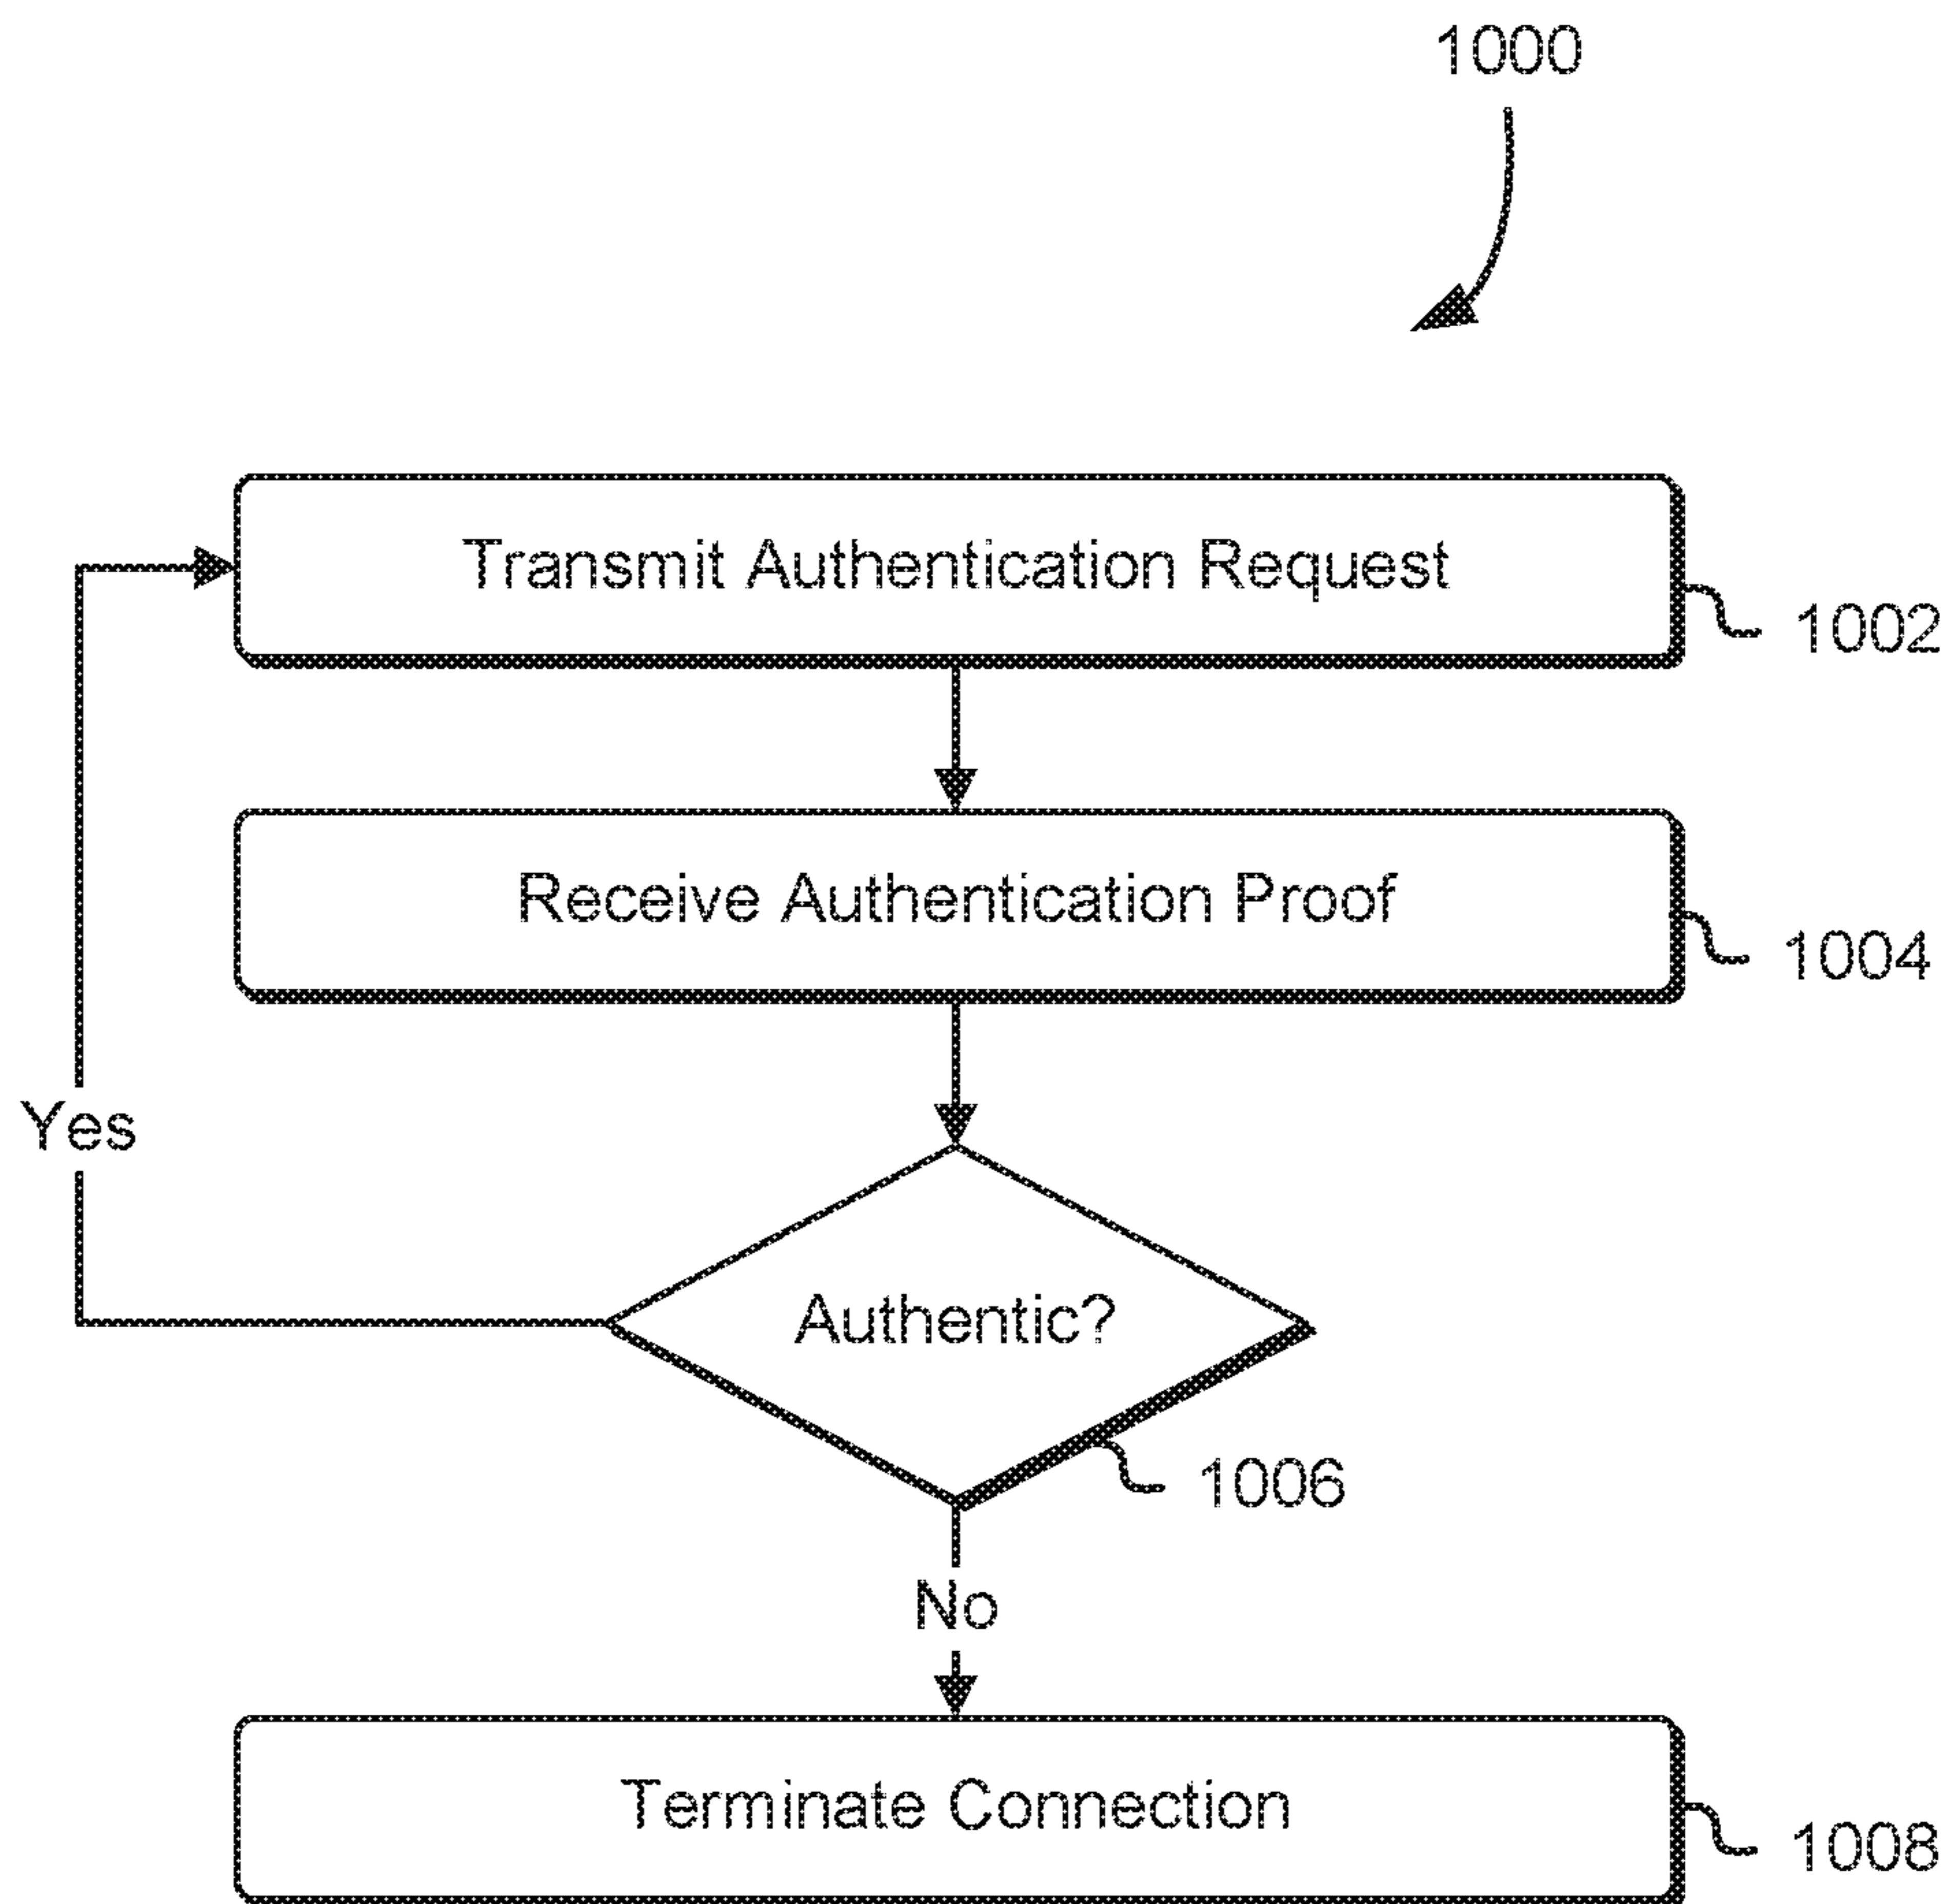 1000
Transmit Authentication Request
1002
Receive Authentication Proof
1004
Yes
Authentic?
1006
No
Terminate Connection
1008